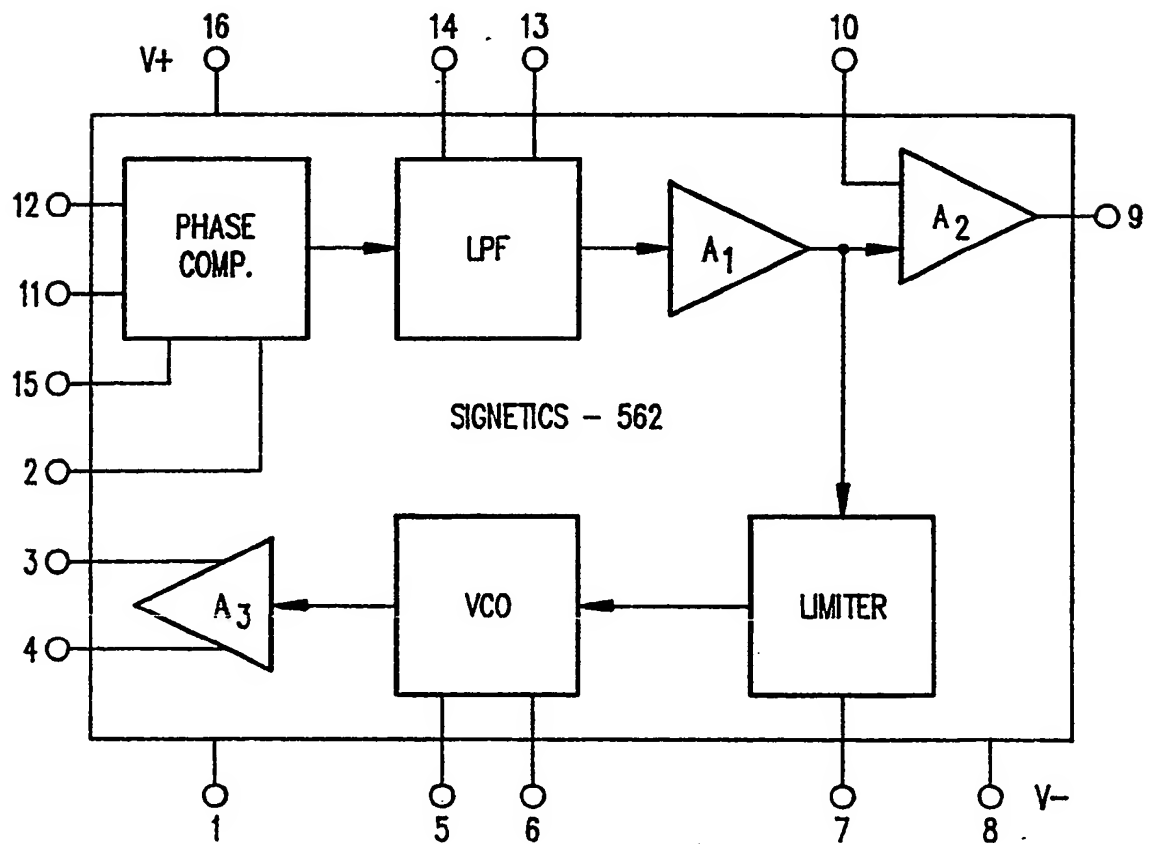 16 14 13 10
V+
12 PHASE COMP. LPF A1 A2 9
11
15
SIGNETICS - 562
2
3 A3 VCO LIMITER
4
1 5 6 7 8 V-